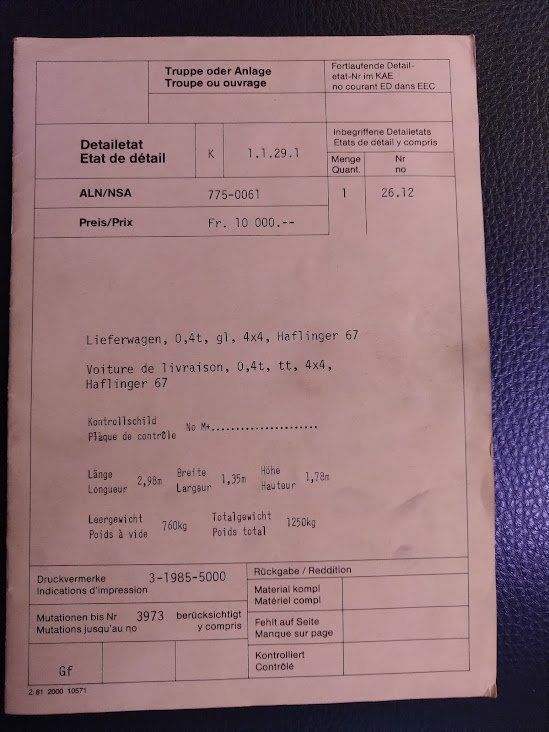 Truppe oder Anlage
Troupe ou ouvrage
Fortlaufende Detail-
etat-Nr im KAE
no courant ED dans EEC
Detailetat
Etat de détail
K
1.1.29.1
Inbegriffene Detailetats
Etats de détail y compris
Menge
Quant.
Nr
no
ALN/NSA
775-0061
1
26.12
Preis/Prix
Fr. 10 000.--
Lieferwagen, 0,4t, gl, 4x4, Haflinger 67
Voiture de livraison, 0,4t, tt, 4x4,
Haflinger 67
Kontrollschild
Plaque de contrôle
No M+.....................
Länge
Longueur
2,98m
Breite
Largeur
1,35m
Höhe
Hauteur
1,78m
Leergewicht
Poids à vide
760kg
Totalgewicht
Poids total
1250kg
Druckvermerke
Indications d'impression
3-1985-5000
Rückgabe / Reddition
Material kompl
Matériel compl
Mutationen bis Nr
Mutations jusqu'au no
3973
berücksichtigt
y compris
Fehlt auf Seite
Manque sur page
Kontrolliert
Contrôlé
Gf
2. 81 2000 10571